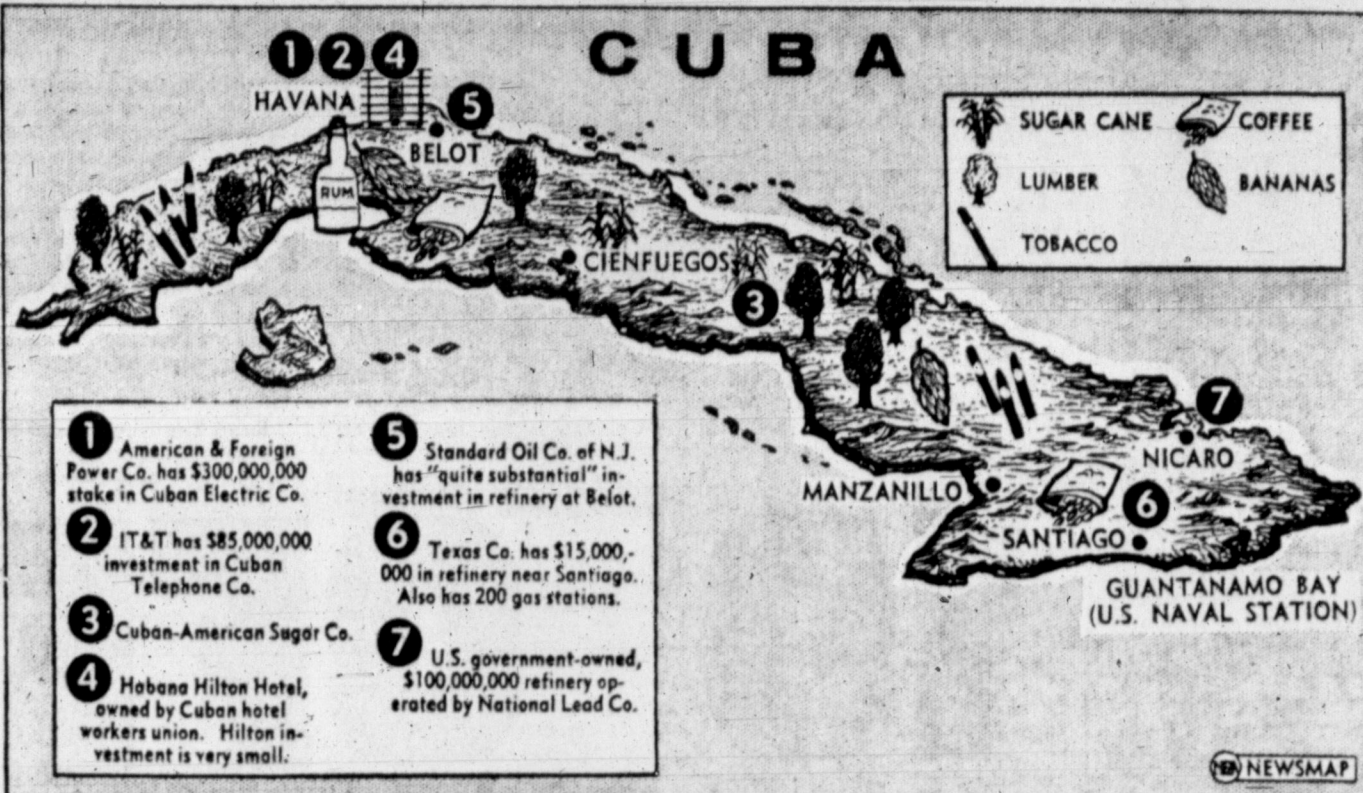 CUBA
1 2 4
HAVANA
5
BELOT
RUM
CIENFUEGOS
3
SUGAR CANE
COFFEE
LUMBER
BANANAS
TOBACCO
7
NICARO
MANZANILLO
6
SANTIAGO
GUANTANAMO BAY
(U.S. NAVAL STATION)
1 American & Foreign
Power Co. has $300,000,000
stake in Cuban Electric Co.
2 IT&T has $85,000,000
investment in Cuban
Telephone Co.
3 Cuban-American Sugar Co.
4 Habana Hilton Hotel,
owned by Cuban hotel
workers union. Hilton in-
vestment is very small.
5 Standard Oil Co. of N.J.
has "quite substantial" in-
vestment in refinery at Belot.
6 Texas Co. has $15,000,-
000 in refinery near Santiago.
Also has 200 gas stations.
7 U.S. government-owned,
$100,000,000 refinery op-
erated by National Lead Co.
NEA NEWSMAP